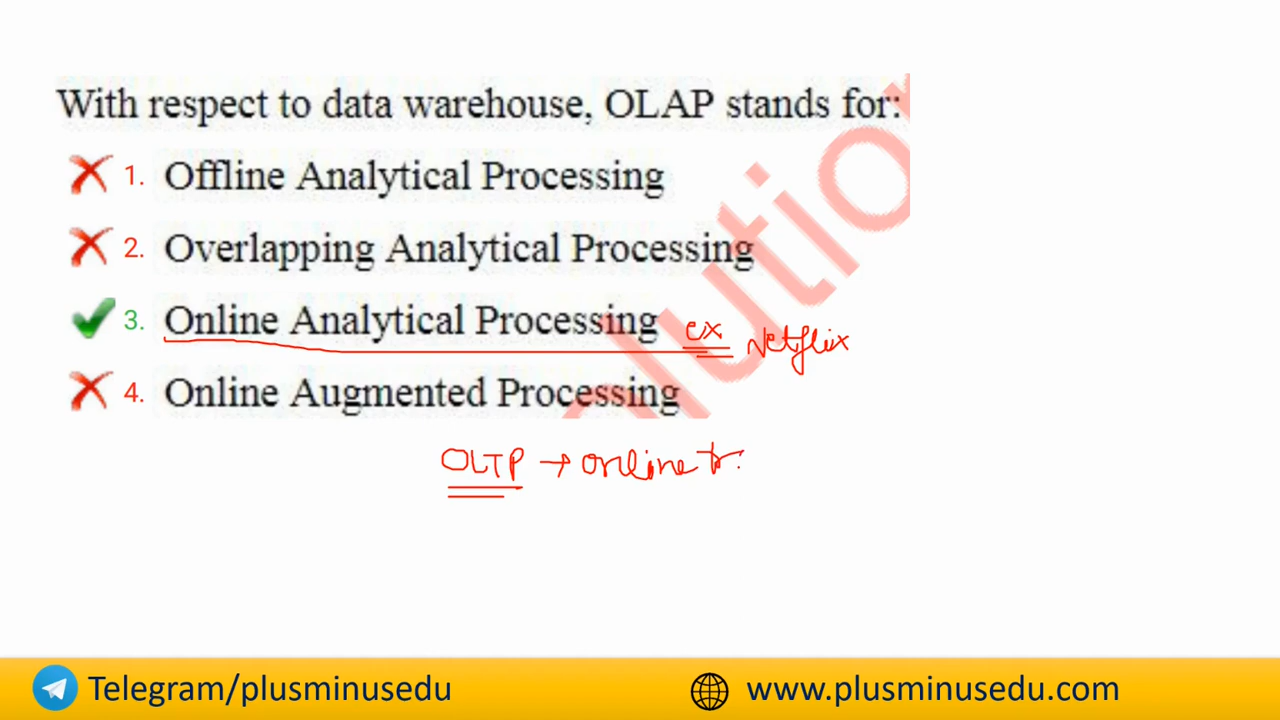 With respect to data warehouse, OLAP stands for:
1. Offline Analytical Processing
2. Overlapping Analytical Processing
3. Online Analytical Processing ex Netflix
4. Online Augmented Processing
OLTP → Online tr
Telegram/plusminusedu
www.plusminusedu.com